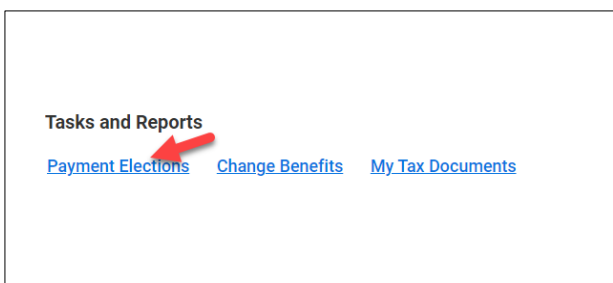 Tasks and Reports
Payment Elections Change Benefits My Tax Documents